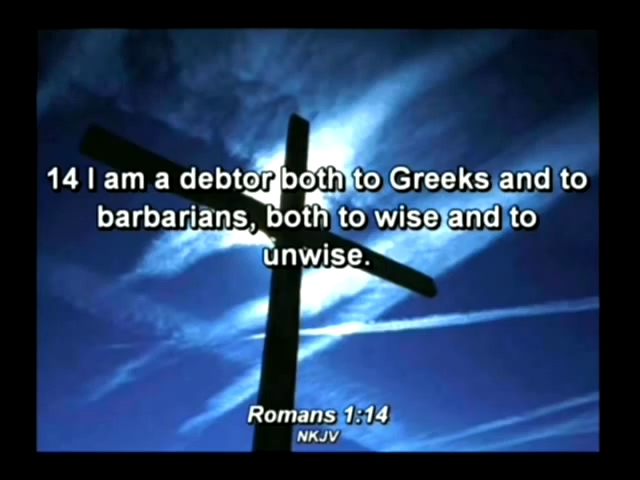 14 I am a debtor both to Greeks and to
barbarians, both to wise and to
unwise.
Romans 1:14
NKJV